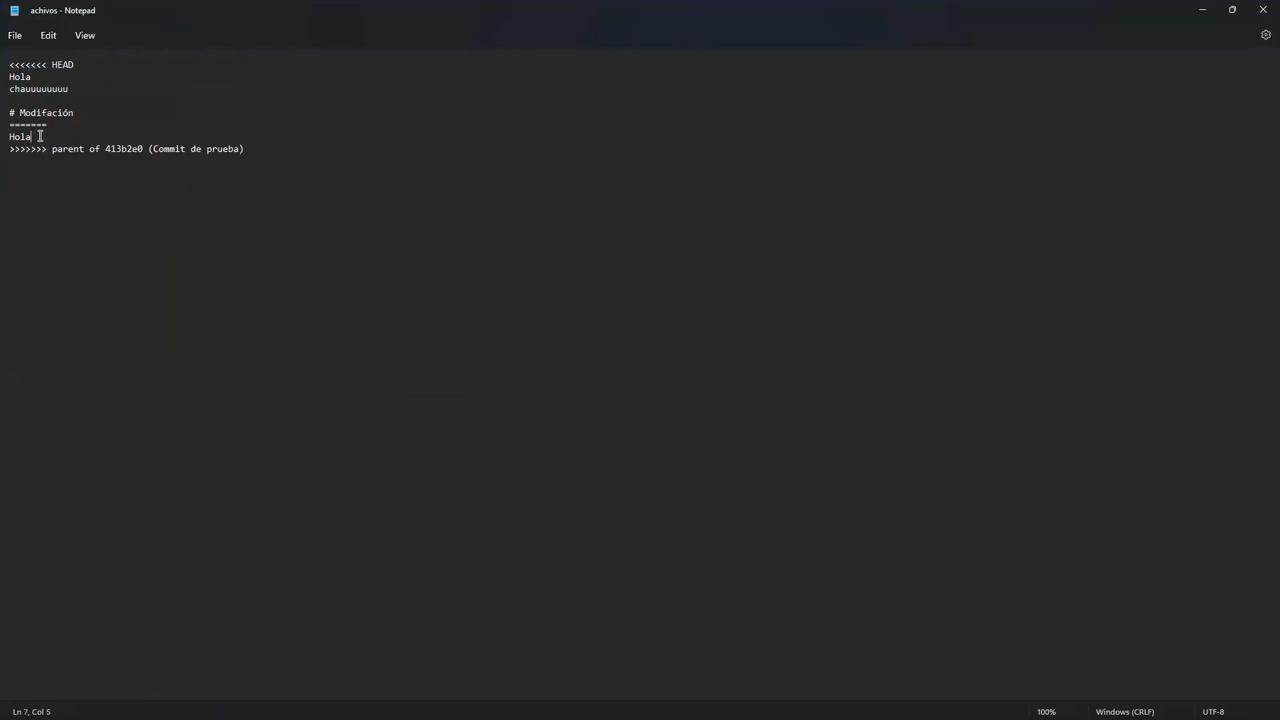 achivos - Notepad
File Edit View
<<<<<<< HEAD
Hola
chauuuuuuuu
# Modifación
=======
Hola
>>>>>>> parent of 413b2e0 (Commit de prueba)
Ln 7, Col 5 100% Windows (CRLF) UTF-8